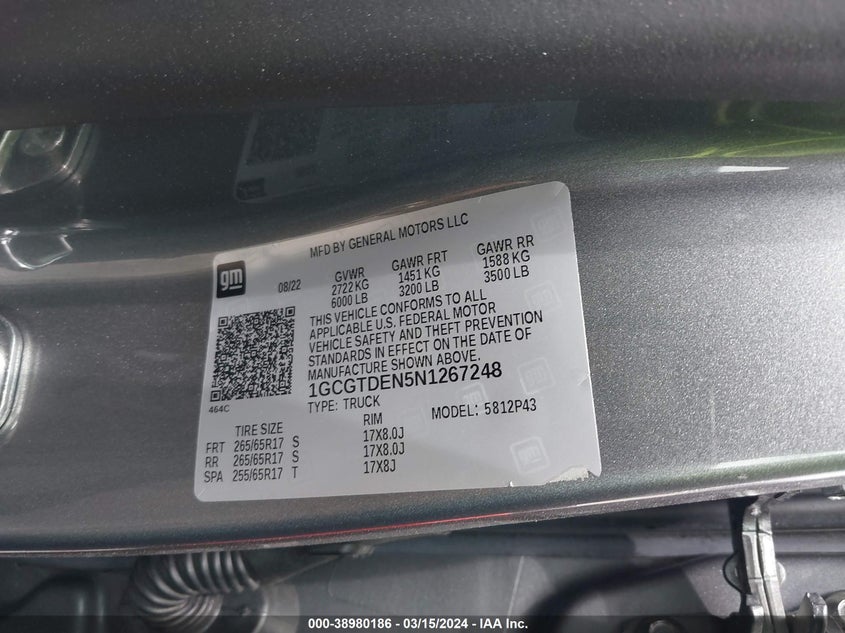 MFD BY GENERAL MOTORS LLC
gm
08/22
GVWR
2722 KG
6000 LB
GAWR FRT
1451 KG
3200 LB
GAWR RR
1588 KG
3500 LB
THIS VEHICLE CONFORMS TO ALL
APPLICABLE U.S. FEDERAL MOTOR
VEHICLE SAFETY AND THEFT PREVENTION
STANDARDS IN EFFECT ON THE DATE OF
MANUFACTURE SHOWN ABOVE.
1GCGTDEN5N1267248
464C
TYPE: TRUCK
MODEL: 5812P43
TIRE SIZE RIM
FRT 265/65R17 S 17X8.0J
RR 265/65R17 S 17X8.0J
SPA 255/65R17 T 17X8J
000-38980186 - 03/15/2024 - IAA Inc.